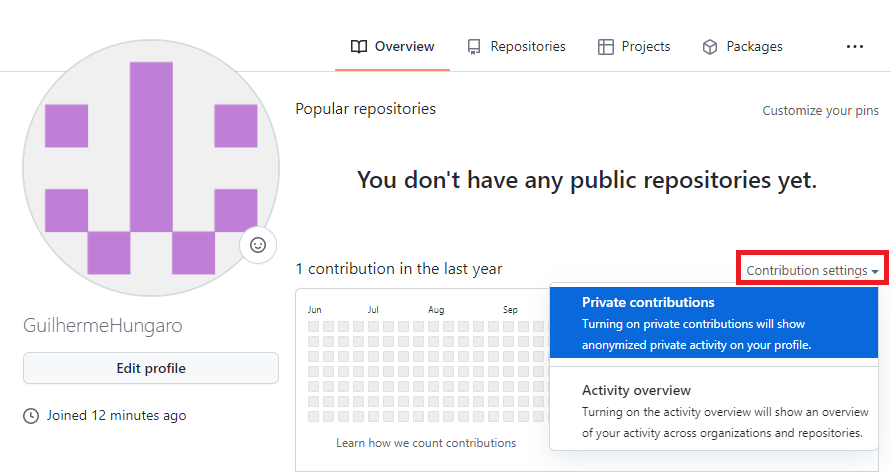 Overview
Repositories
Projects
Packages
Popular repositories
Customize your pins
You don't have any public repositories yet.
1 contribution in the last year
Contribution settings
Jun Jul Aug Sep
Private contributions
Turning on private contributions will show
anonymized private activity on your profile.
Activity overview
Turning on the activity overview will show an overview
of your activity across organizations and repositories.
Learn how we count contributions
GuilhermeHungaro
Edit profile
Joined 12 minutes ago